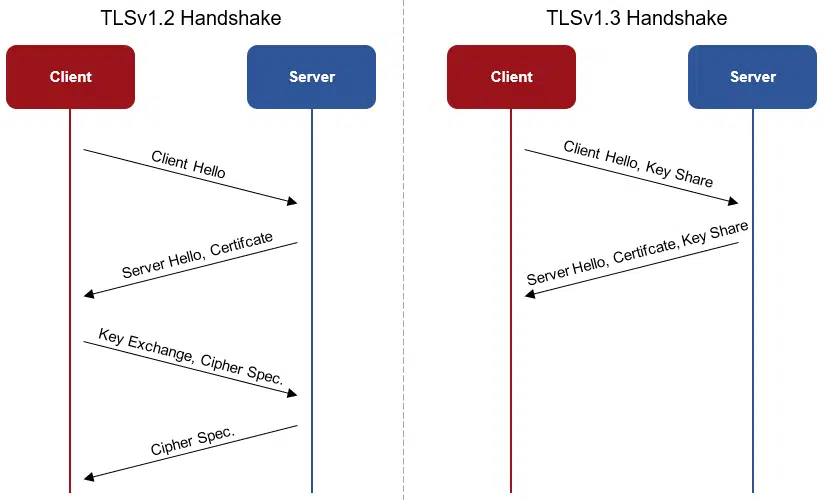 TLSv1.2 Handshake
Client
Server
Client Hello
Server Hello, Certifcate
Key Exchange, Cipher Spec.
Cipher Spec.
TLSv1.3 Handshake
Client
Server
Client Hello, Key Share
Server Hello, Certifcate, Key Share